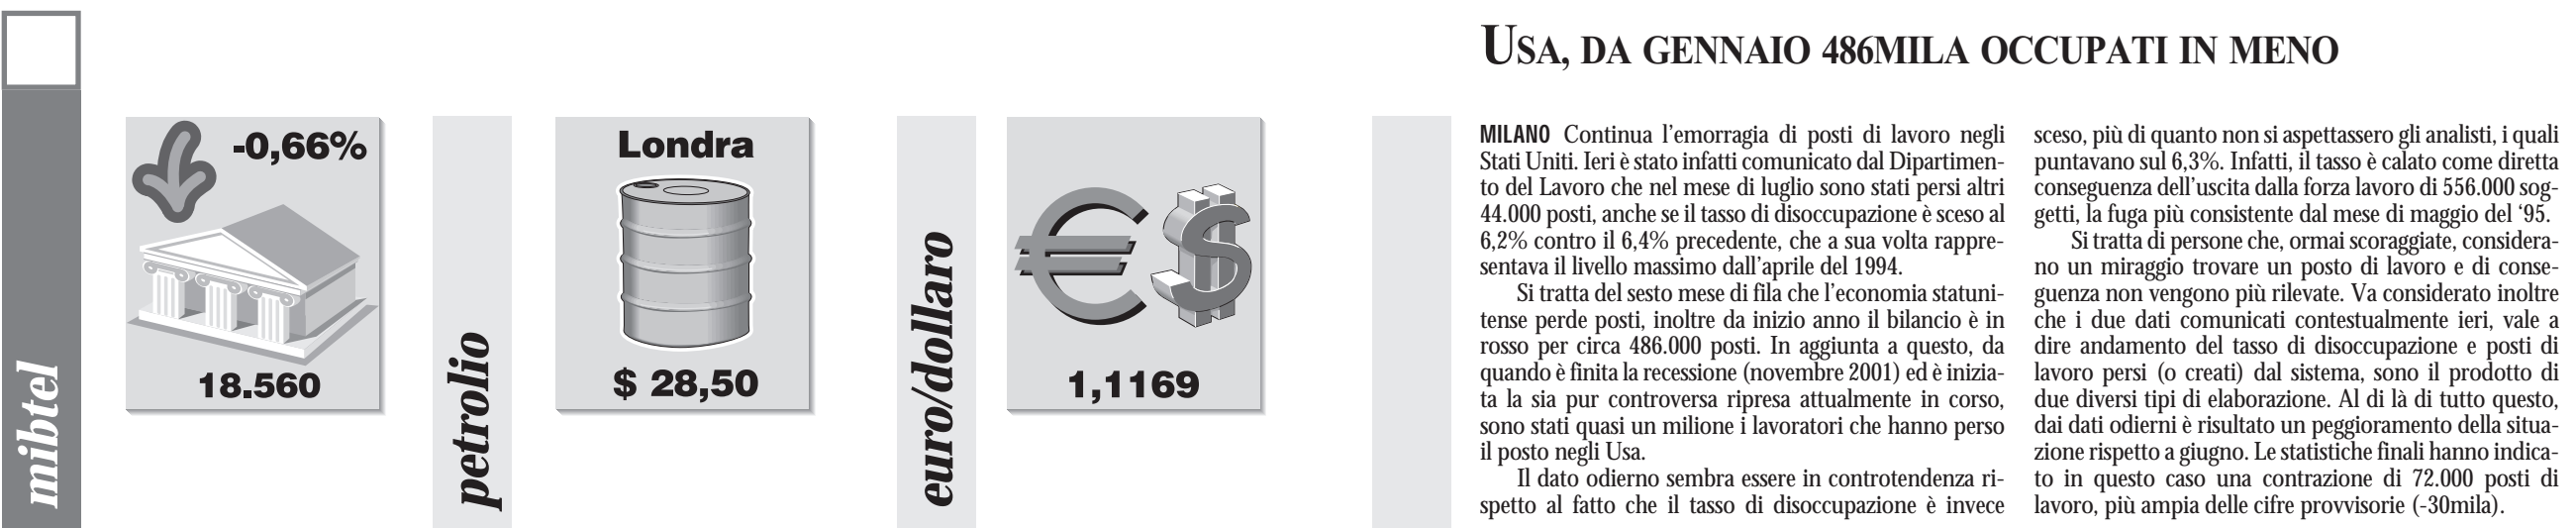 mibtel
-0,66%
18.560
petrolio
Londra
$ 28,50
euro/dollaro
1,1169
USA, DA GENNAIO 486MILA OCCUPATI IN MENO
MILANO Continua l'emorragia di posti di lavoro negli
Stati Uniti. Ieri è stato infatti comunicato dal Dipartimen-
to del Lavoro che nel mese di luglio sono stati persi altri
44.000 posti, anche se il tasso di disoccupazione è sceso al
6,2% contro il 6,4% precedente, che a sua volta rappre-
sentava il livello massimo dall'aprile del 1994.
Si tratta del sesto mese di fila che l'economia statuni-
tense perde posti, inoltre da inizio anno il bilancio è in
rosso per circa 486.000 posti. In aggiunta a questo, da
quando è finita la recessione (novembre 2001) ed è inizia-
ta la sia pur controversa ripresa attualmente in corso,
sono stati quasi un milione i lavoratori che hanno perso
il posto negli Usa.
Il dato odierno sembra essere in controtendenza ri-
spetto al fatto che il tasso di disoccupazione è invece
sceso, più di quanto non si aspettassero gli analisti, i quali
puntavano sul 6,3%. Infatti, il tasso è calato come diretta
conseguenza dell'uscita dalla forza lavoro di 556.000 sog-
getti, la fuga più consistente dal mese di maggio del '95.
Si tratta di persone che, ormai scoraggiate, considera-
no un miraggio trovare un posto di lavoro e di conse-
guenza non vengono più rilevate. Va considerato inoltre
che i due dati comunicati contestualmente ieri, vale a
dire andamento del tasso di disoccupazione e posti di
lavoro persi (o creati) dal sistema, sono il prodotto di
due diversi tipi di elaborazione. Al di là di tutto questo,
dai dati odierni è risultato un peggioramento della situa-
zione rispetto a giugno. Le statistiche finali hanno indica-
to in questo caso una contrazione di 72.000 posti di
lavoro, più ampia delle cifre provvisorie (-30mila).